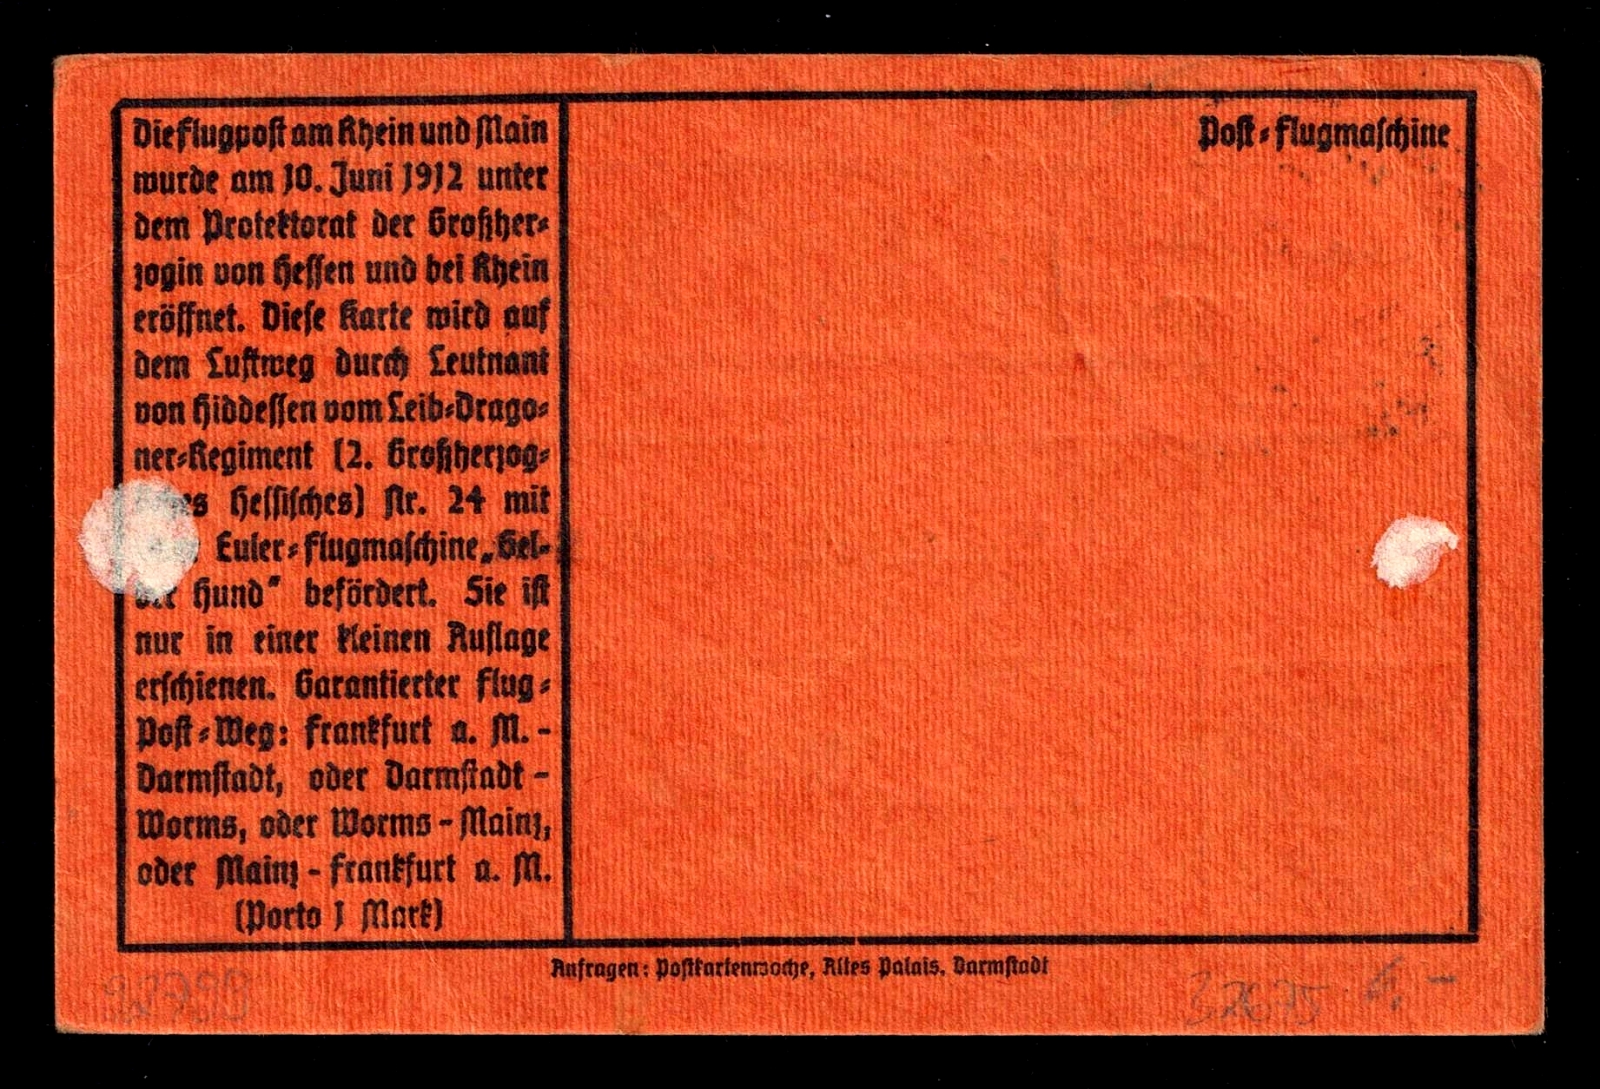 Die Flugpost am Rhein und Main
wurde am 10. Juni 1912 unter
dem Protektorat der Großher-
zogin von Hessen und bei Rhein
eröffnet. Diese Karte wird auf
dem Luftweg durch Leutnant
von Hiddessen vom Leib-Drago-
ner-Regiment (2. Großherzog-
Hessisches) Nr. 24 mit
Euler-Flugmaschine „Gel-
ber Hund“ befördert. Sie ist
nur in einer kleinen Auflage
erschienen. Garantierter Flug-
Post-Weg: Frankfurt a. M. -
Darmstadt, oder Darmstadt -
Worms, oder Worms - Mainz,
oder Mainz - Frankfurt a. M.
(Porto 1 Mark)
Post-Flugmaschine
Anfragen: Postkartenwoche, Altes Palais, Darmstadt